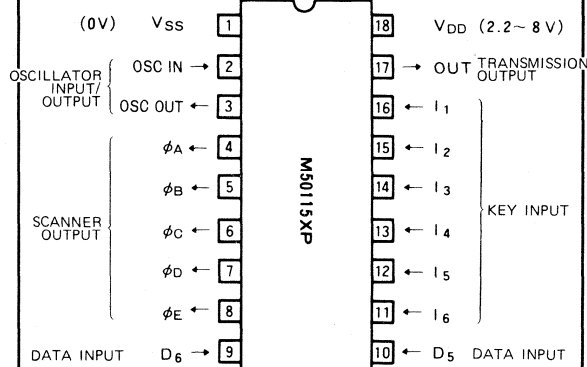 (0V) VSS 1
OSCILLATOR INPUT/ OUTPUT
OSC IN → 2
OSC OUT ← 3
SCANNER OUTPUT
ϕA ← 4
ϕB ← 5
ϕC ← 6
ϕD ← 7
ϕE ← 8
DATA INPUT D6 → 9
M50115XP
18 VDD (2.2~8V)
17 → OUT TRANSMISSION OUTPUT
16 ← I1
15 ← I2
14 ← I3
13 ← I4
12 ← I5
11 ← I6
KEY INPUT
10 ← D5 DATA INPUT